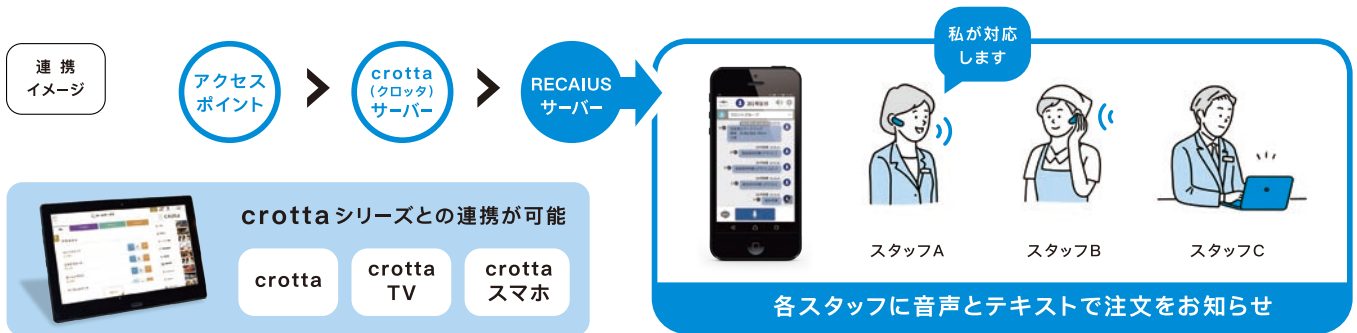 連携
イメージ
アクセス
ポイント
crotta
(クロッタ)
サーバー
RECAIUS
サーバー
私が対応
します
スタッフA
スタッフB
スタッフC
各スタッフに音声とテキストで注文をお知らせ
crottaシリーズとの連携が可能
crotta
crotta
TV
crotta
スマホ